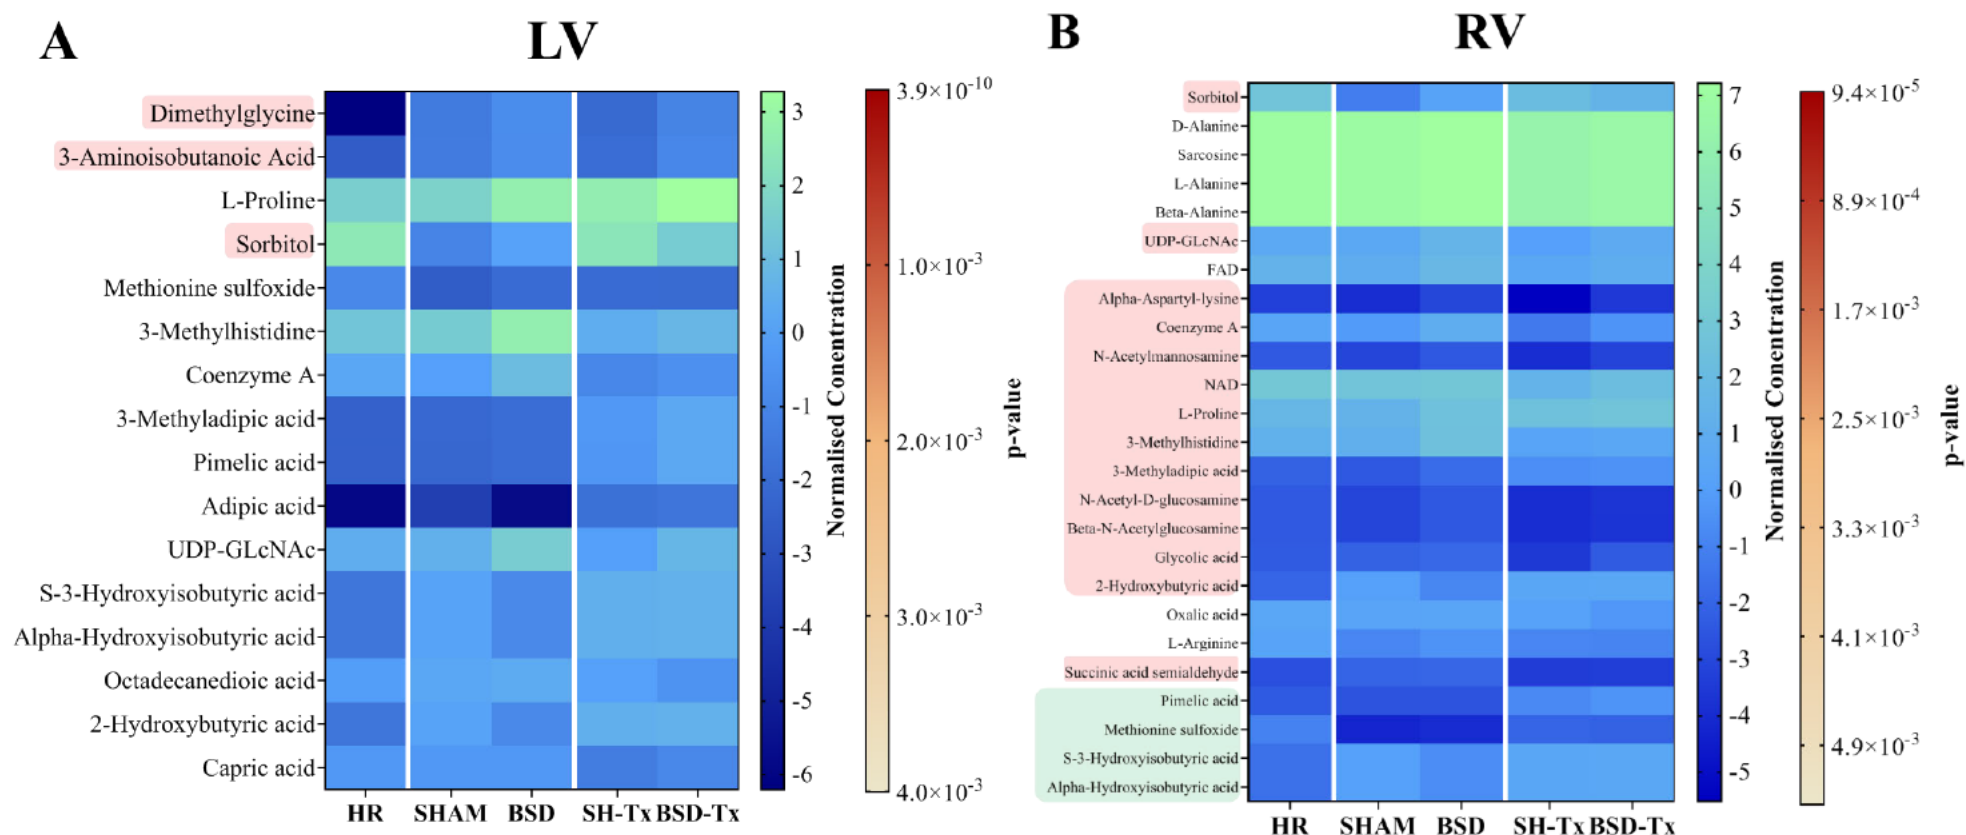 A
LV
Dimethylglycine
3-Aminoisobutanoic Acid
L-Proline
Sorbitol
Methionine sulfoxide
3-Methylhistidine
Coenzyme A
3-Methyladipic acid
Pimelic acid
Adipic acid
UDP-GLcNAc
S-3-Hydroxyisobutyric acid
Alpha-Hydroxyisobutyric acid
Octadecanedioic acid
2-Hydroxybutyric acid
Capric acid
HR SHAM BSD SH-Tx BSD-Tx
3
2
1
0
-1
-2
-3
-4
-5
-6
Normalised Conentration
3.9×10⁻¹⁰
1.0×10⁻³
2.0×10⁻³
3.0×10⁻³
4.0×10⁻³
p-value
B
RV
Sorbitol
D-Alanine
Sarcosine
L-Alanine
Beta-Alanine
UDP-GLcNAc
FAD
Alpha-Aspartyl-lysine
Coenzyme A
N-Acetylmannosamine
NAD
L-Proline
3-Methylhistidine
3-Methyladipic acid
N-Acetyl-D-glucosamine
Beta-N-Acetylglucosamine
Glycolic acid
2-Hydroxybutyric acid
Oxalic acid
L-Arginine
Succinic acid semialdehyde
Pimelic acid
Methionine sulfoxide
S-3-Hydroxyisobutyric acid
Alpha-Hydroxyisobutyric acid
HR SHAM BSD SH-Tx BSD-Tx
7
6
5
4
3
2
1
0
-1
-2
-3
-4
-5
Normalised Conentration
9.4×10⁻⁵
8.9×10⁻⁴
1.7×10⁻³
2.5×10⁻³
3.3×10⁻³
4.1×10⁻³
4.9×10⁻³
p-value